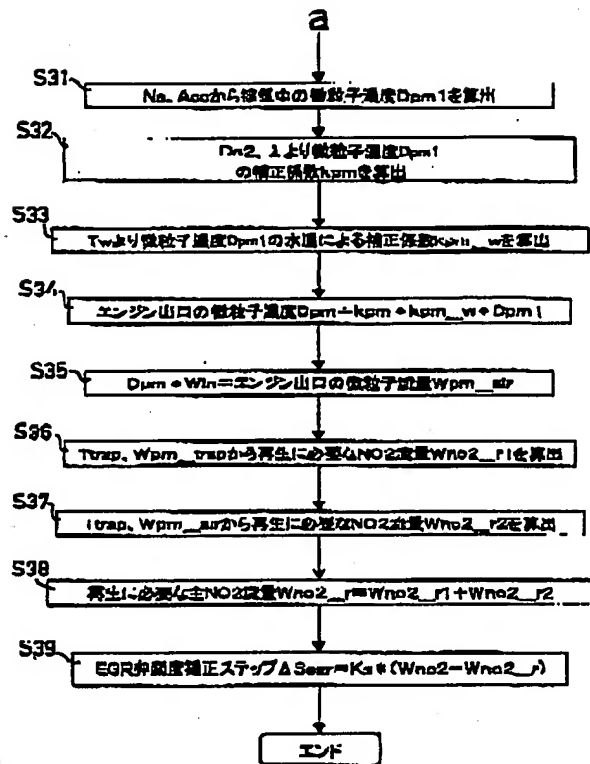 a
S31
Ne、Accから排気中の微粒子濃度Dpm1を算出
S32
Dn2、λより微粒子濃度Dpm1
の補正係数kpmを算出
S33
Twより微粒子濃度Dpm1の水温による補正係数kpm_wを算出
S34
エンジン出口の微粒子濃度Dpm=kpm*kpm_w*Dpm1
S35
Dpm*Win=エンジン出口の微粒子流量Wpm_air
S36
Ttrap、Wpm_trapから再生に必要なNO2流量Wno2_r1を算出
S37
Ttrap、Wpm_airから再生に必要なNO2流量Wno2_r2を算出
S38
再生に必要な主NO2流量Wno2_r=Wno2_r1+Wno2_r2
S39
EGR弁開度補正ステップΔSegr=Ks*(Wno2-Wno2_r)
エンド